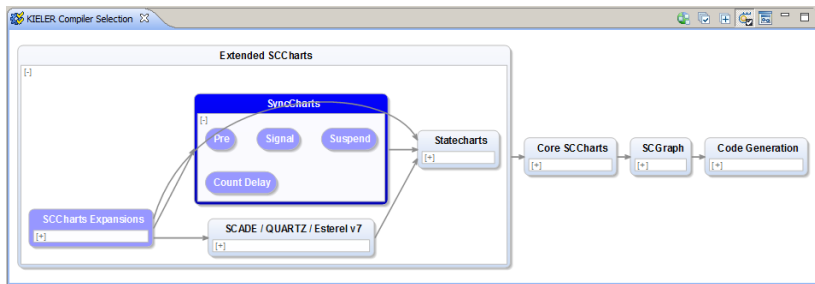 KIELER Compiler Selection
Extended SCCharts
[-]
SyncCharts
[-]
Pre
Signal
Suspend
Count Delay
Statecharts
[+]
Core SCCharts
[+]
SCGraph
[+]
Code Generation
[+]
SCCharts Expansions
[+]
SCADE / QUARTZ / Esterel v7
[+]